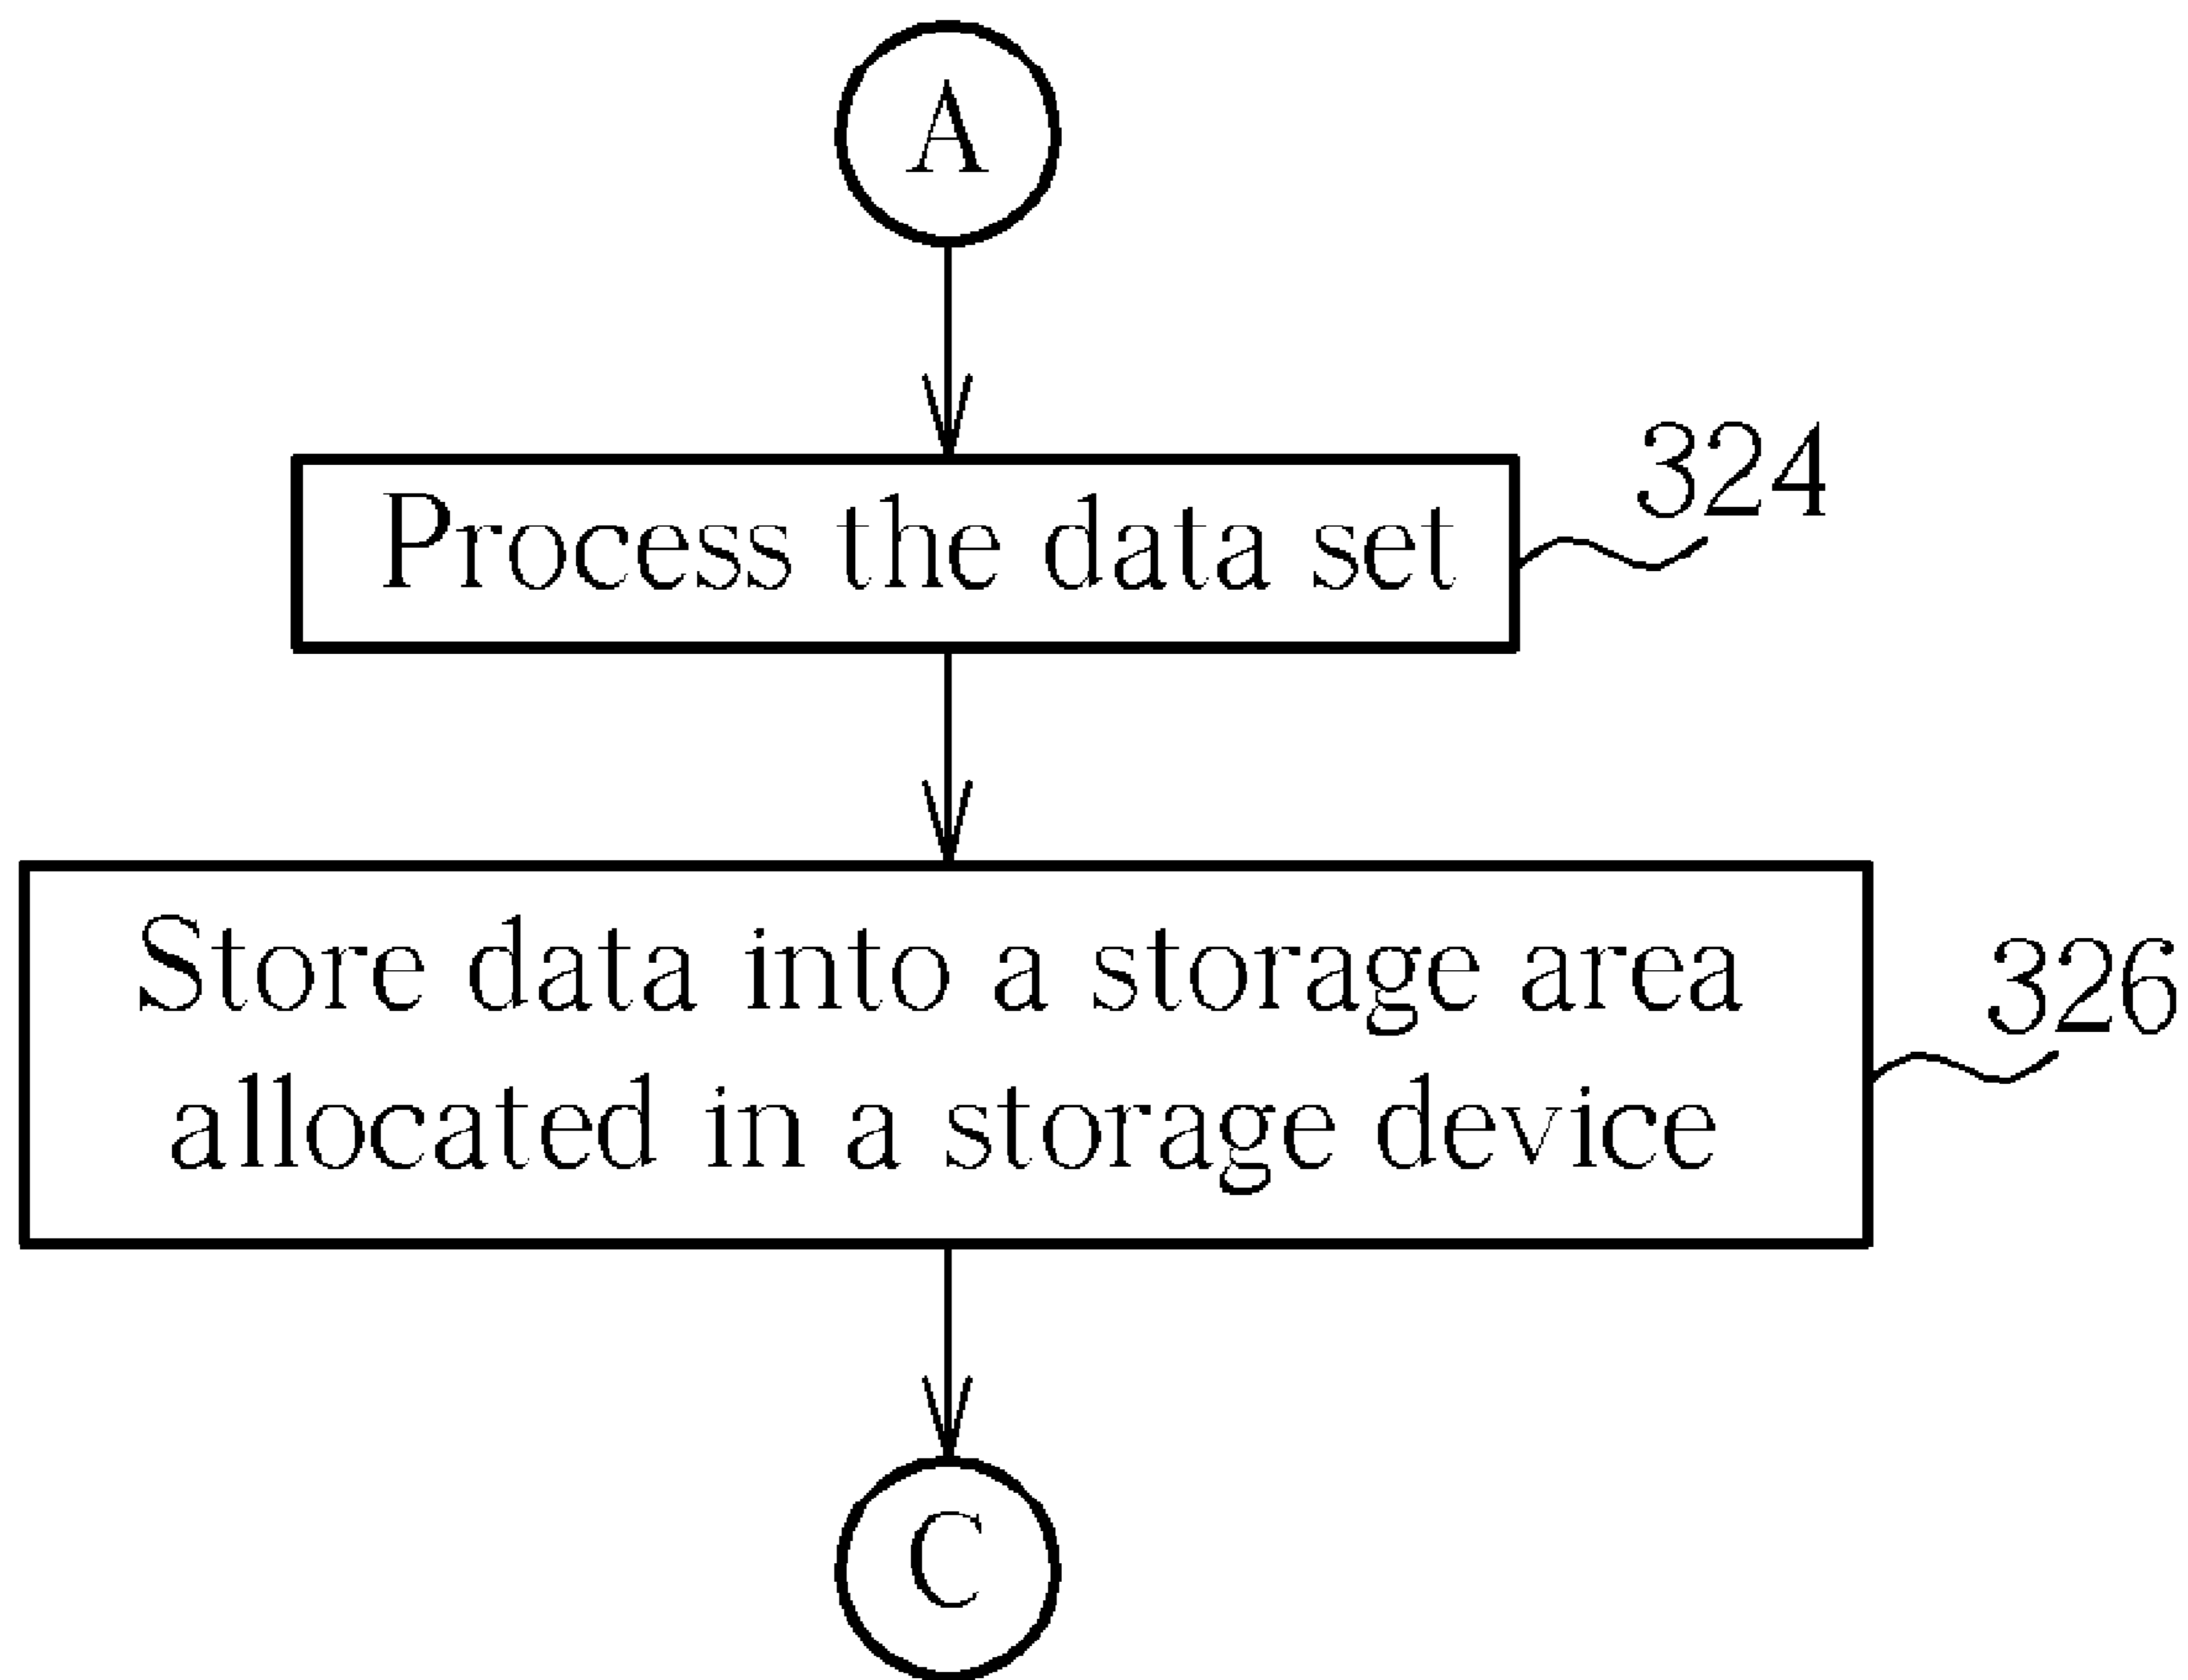 A
Process the data set
324
Store data into a storage area
allocated in a storage device
326
C